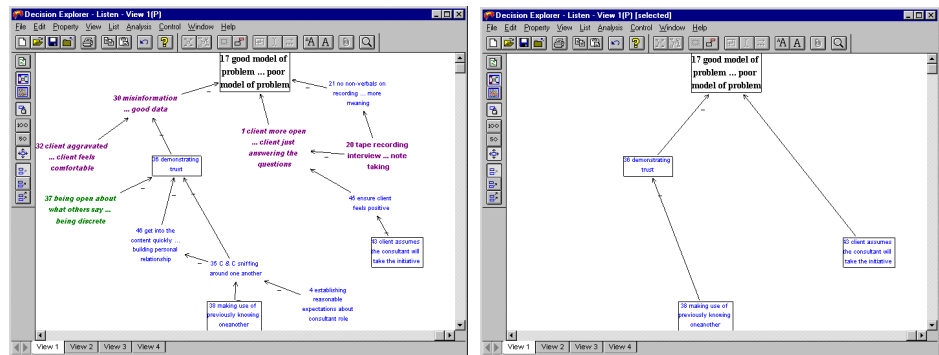 Decision Explorer - Listen - View 1(P)
File Edit Property View List Analysis Control Window Help
17 good model of
problem ... poor
model of problem
21 no non-verbals on
recording ... more
meaning
30 misinformation
... good data
1 client more open
... client just
answering the
questions
20 tape recording
interview ... note
taking
32 client aggravated
... client feels
comfortable
36 demonstrating
trust
37 being open about
what others say ...
being discrete
45 ensure client
feels positive
46 get into the
content quickly ...
building personal
relationship
43 client assumes
the consultant will
take the initiative
35 C & C sniffing
around one another
4 establishing
reasonable
expectations about
consultant role
38 making use of
previously knowing
oneanother
View 1 View 2 View 3 View 4
Decision Explorer - Listen - View 1(P) [selected]
File Edit Property View List Analysis Control Window Help
17 good model of
problem ... poor
model of problem
36 demonstrating
trust
43 client assumes
the consultant will
take the initiative
38 making use of
previously knowing
oneanother
View 1 View 2 View 3 View 4